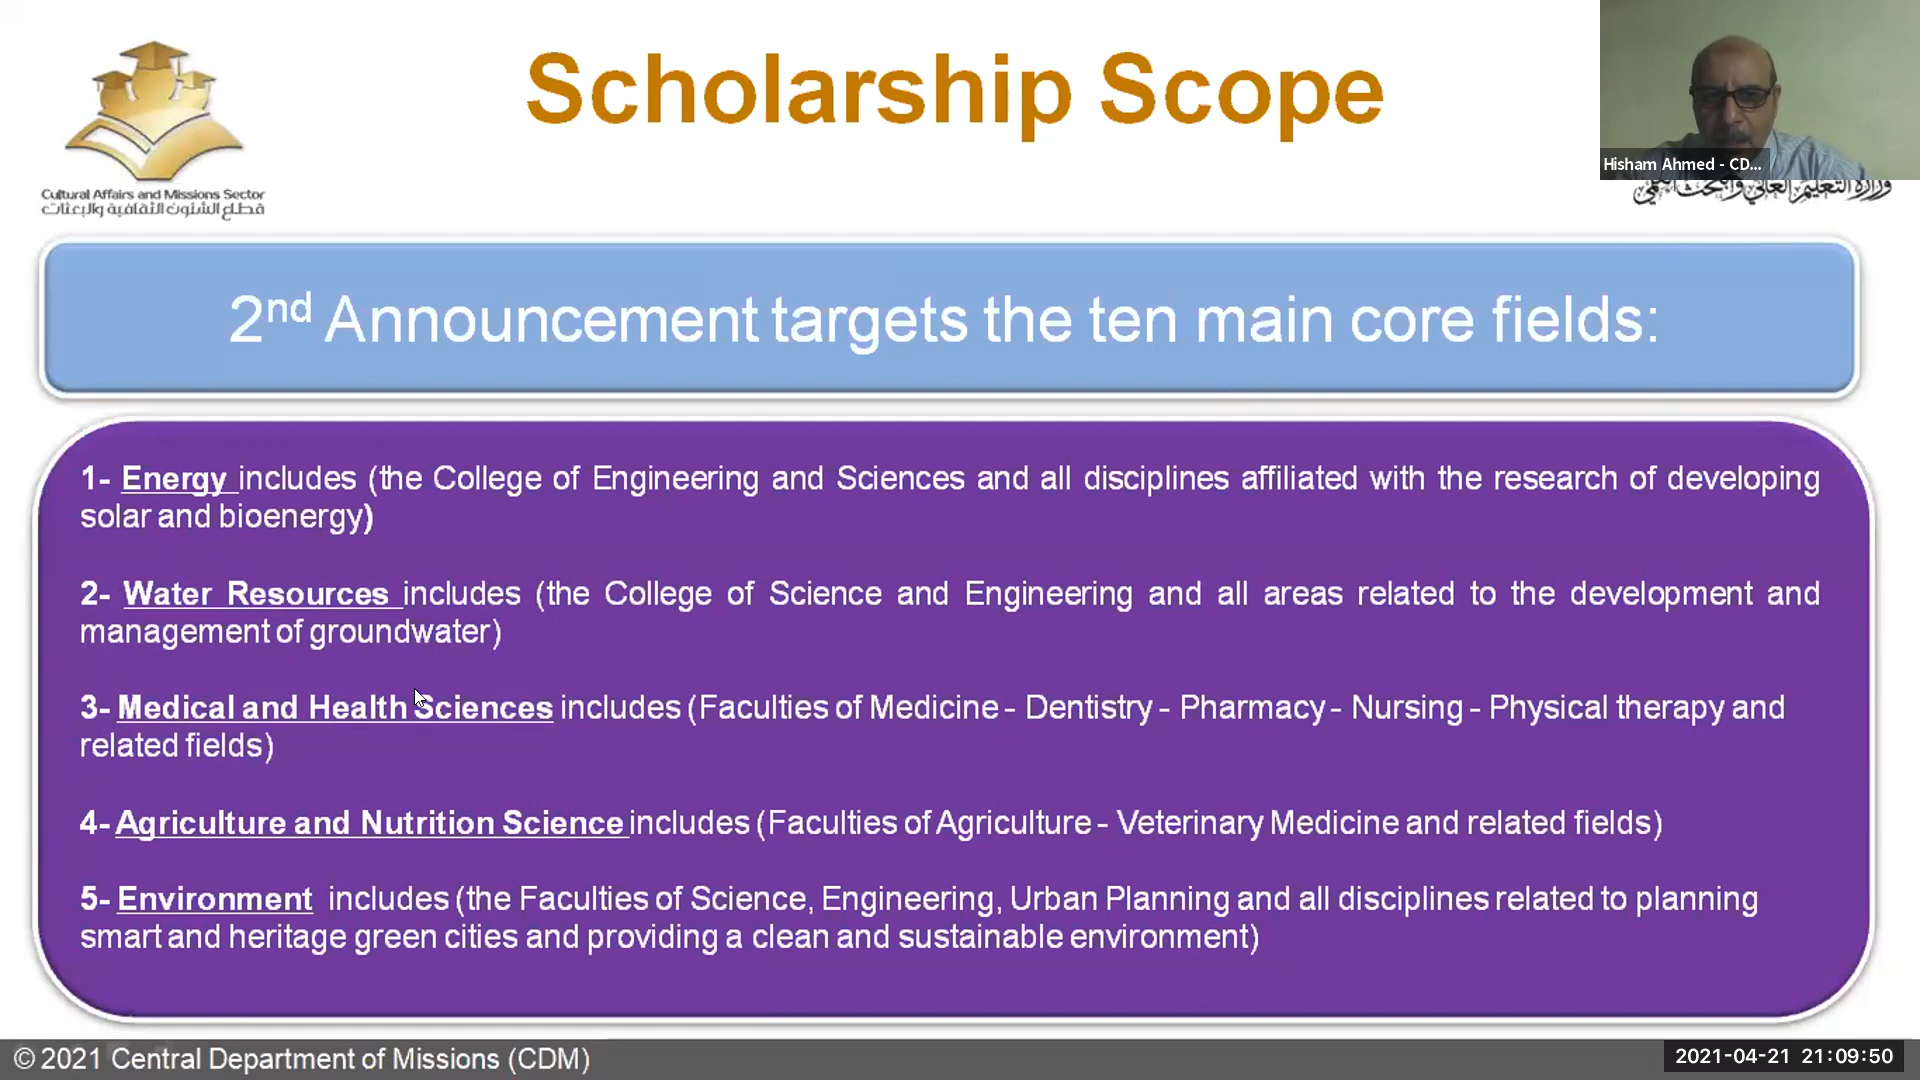 Scholarship Scope
Cultural Affairs and Missions Sector
قطاع الشئون الثقافية والبعثات
Hisham Ahmed - CD...
وزارة التعليم العالي والبحث العلمي
2nd Announcement targets the ten main core fields:
1- Energy includes (the College of Engineering and Sciences and all disciplines affiliated with the research of developing
solar and bioenergy)
2- Water Resources includes (the College of Science and Engineering and all areas related to the development and
management of groundwater)
3- Medical and Health Sciences includes (Faculties of Medicine - Dentistry - Pharmacy - Nursing - Physical therapy and
related fields)
4- Agriculture and Nutrition Science includes (Faculties of Agriculture - Veterinary Medicine and related fields)
5- Environment includes (the Faculties of Science, Engineering, Urban Planning and all disciplines related to planning
smart and heritage green cities and providing a clean and sustainable environment)
© 2021 Central Department of Missions (CDM)
2021-04-21 21:09:50